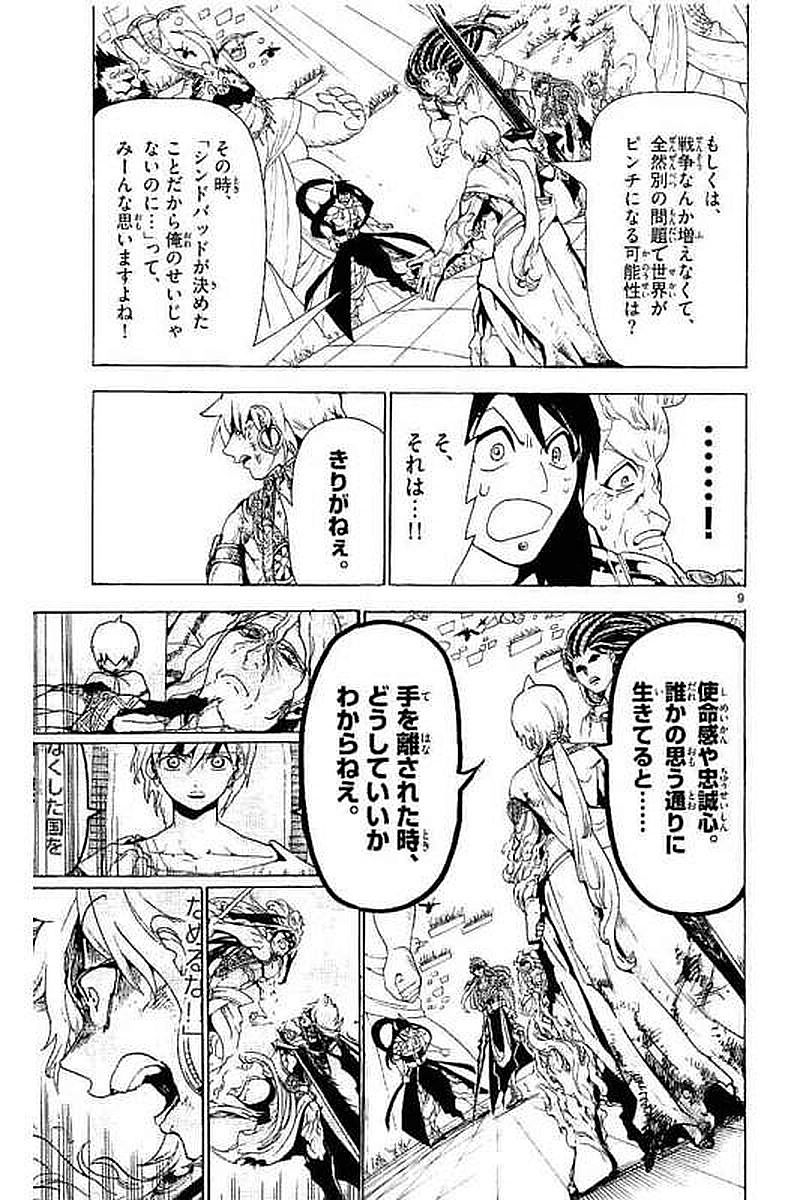 もしくは、
戦争なんか増えなくて、
全然別の問題で世界が
ピンチになる可能性は？
その時、
「シンドバッドが決めた
ことだから俺のせいじゃ
ないのに…」って、
みーんな思いますよね！
………！
そ、
それは…!!
きりがねぇ。
9
使命感や忠誠心。
誰かの思う通りに
生きてると……
手を離された時、
どうしていいか
わからねえ。
なくした国を
なめるな！」